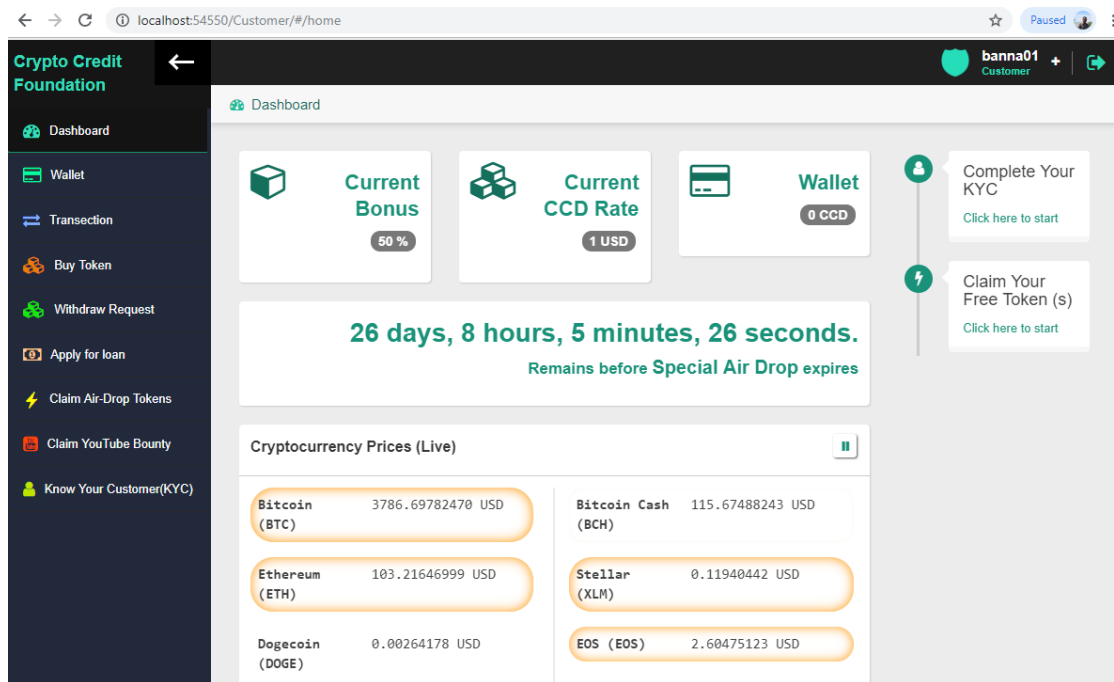 localhost:54550/Customer/#/home
Paused
Crypto Credit
Foundation
banna01
Customer
+
Dashboard
Dashboard
Wallet
Transection
Buy Token
Withdraw Request
Apply for loan
Claim Air-Drop Tokens
Claim YouTube Bounty
Know Your Customer(KYC)
Current
Bonus
50 %
Current
CCD Rate
1 USD
Wallet
0 CCD
Complete Your
KYC
Click here to start
Claim Your
Free Token (s)
Click here to start
26 days, 8 hours, 5 minutes, 26 seconds.
Remains before Special Air Drop expires
Cryptocurrency Prices (Live)
Bitcoin 3786.69782470 USD
(BTC)
Bitcoin Cash 115.67488243 USD
(BCH)
Ethereum 103.21646999 USD
(ETH)
Stellar 0.11940442 USD
(XLM)
Dogecoin 0.00264178 USD
(DOGE)
EOS (EOS) 2.60475123 USD